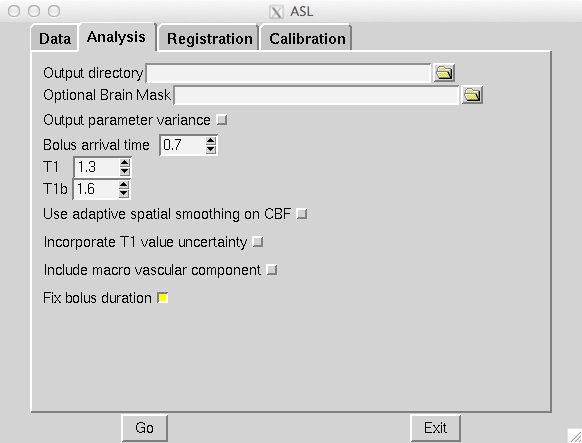 ASL
Data Analysis Registration Calibration
Output directory
Optional Brain Mask
Output parameter variance
Bolus arrival time 0.7
T1 1.3
T1b 1.6
Use adaptive spatial smoothing on CBF
Incorporate T1 value uncertainty
Include macro vascular component
Fix bolus duration
Go Exit